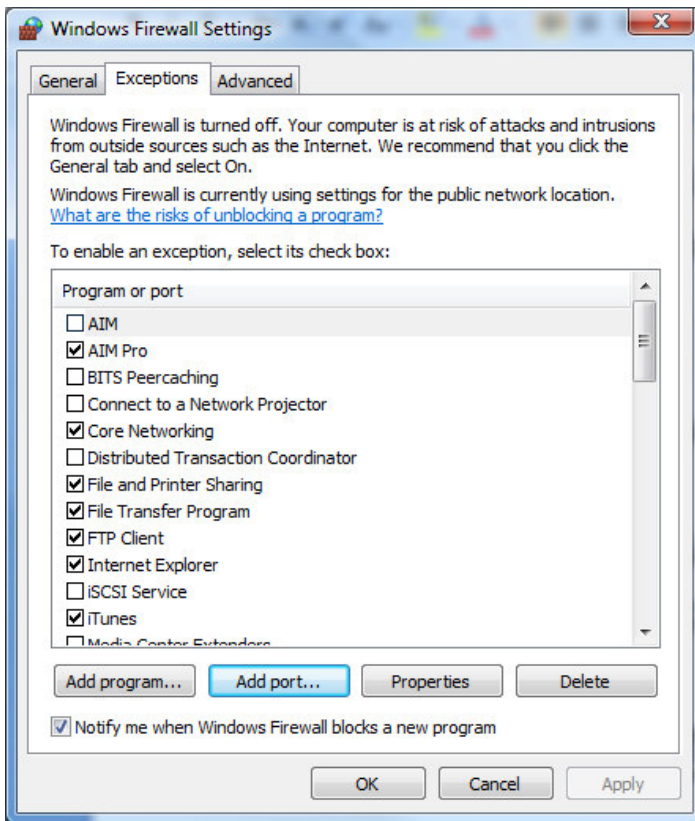 Windows Firewall Settings
General Exceptions Advanced
Windows Firewall is turned off. Your computer is at risk of attacks and intrusions
from outside sources such as the Internet. We recommend that you click the
General tab and select On.
Windows Firewall is currently using settings for the public network location.
What are the risks of unblocking a program?
To enable an exception, select its check box:
Program or port
AIM
AIM Pro
BITS Peercaching
Connect to a Network Projector
Core Networking
Distributed Transaction Coordinator
File and Printer Sharing
File Transfer Program
FTP Client
Internet Explorer
iSCSI Service
iTunes
Media Center Extenders
Add program... Add port... Properties Delete
Notify me when Windows Firewall blocks a new program
OK Cancel Apply